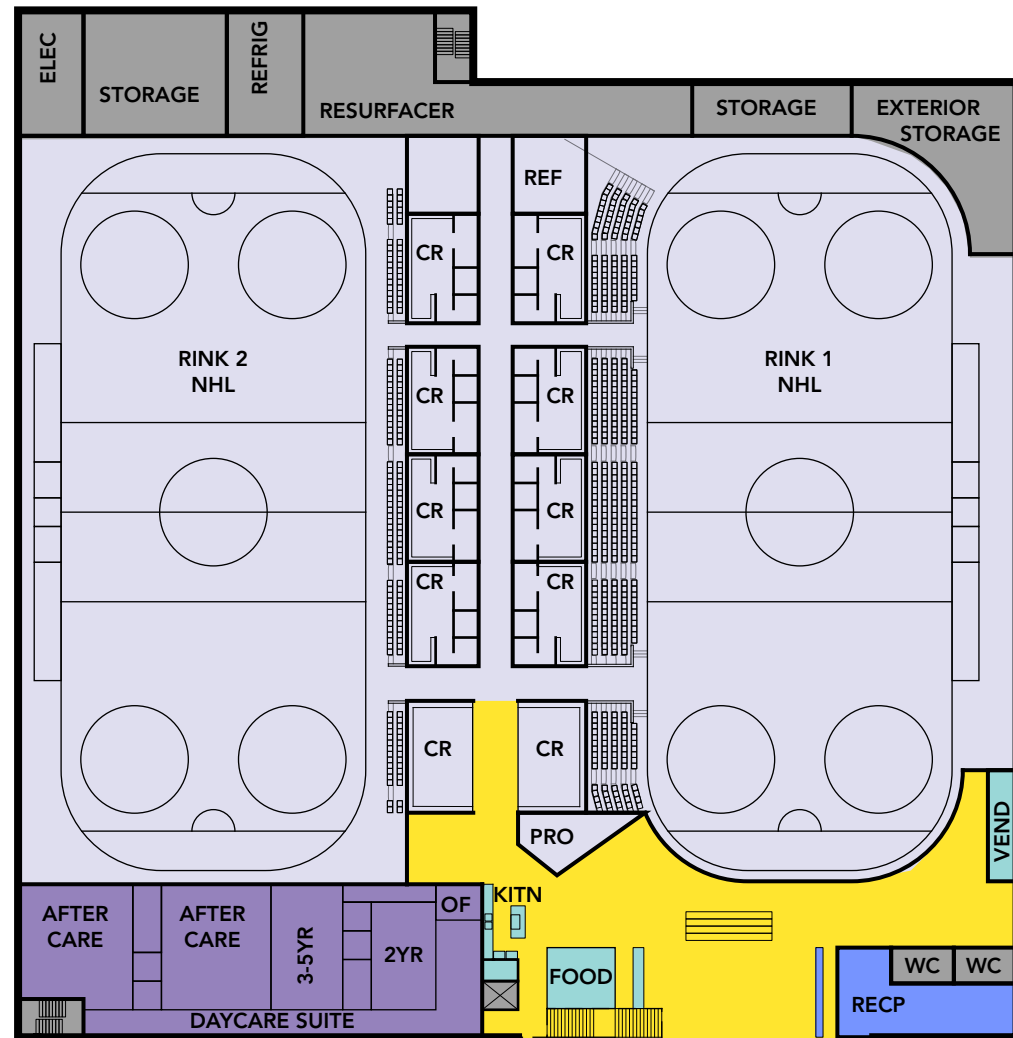 ELEC
STORAGE
REFRIG
RESURFACER
STORAGE
EXTERIOR
STORAGE
REF
CR
CR
RINK 2
NHL
RINK 1
NHL
CR
CR
CR
CR
CR
CR
CR
CR
PRO
VEND
AFTER
CARE
AFTER
CARE
3-5YR
2YR
OF
KITN
FOOD
WC
WC
RECP
DAYCARE SUITE